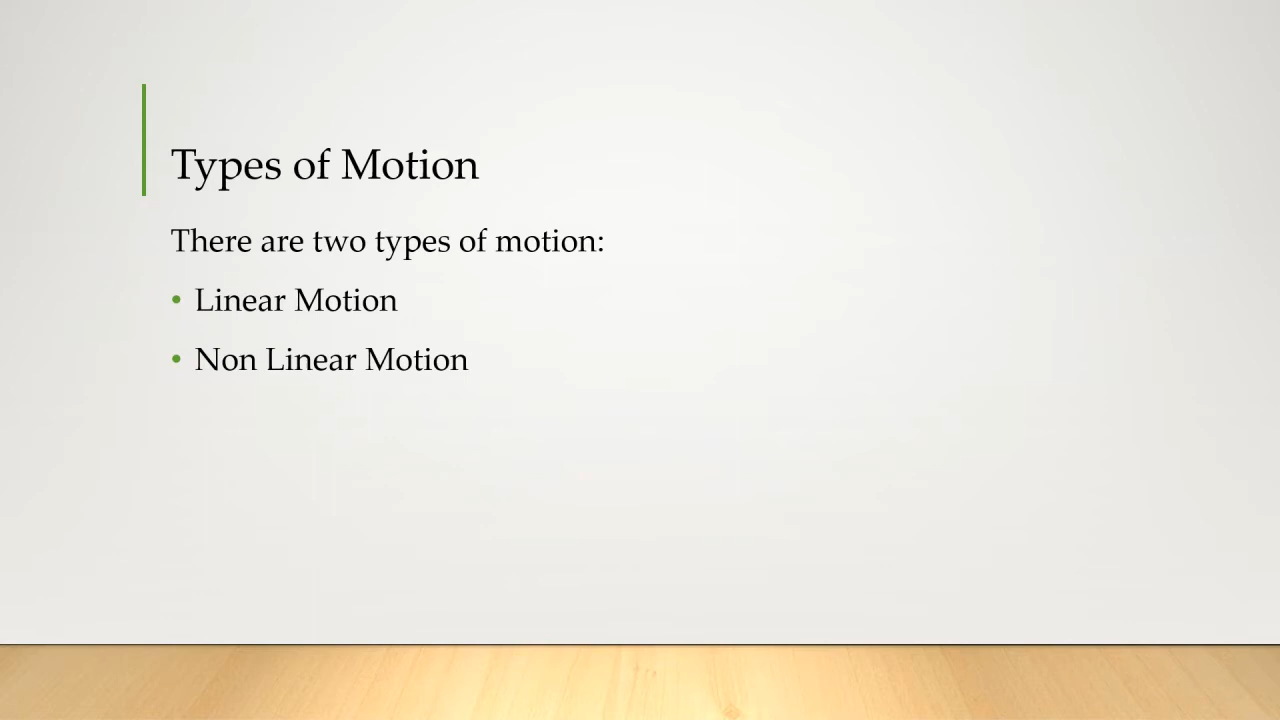 Types of Motion
There are two types of motion:
• Linear Motion
• Non Linear Motion